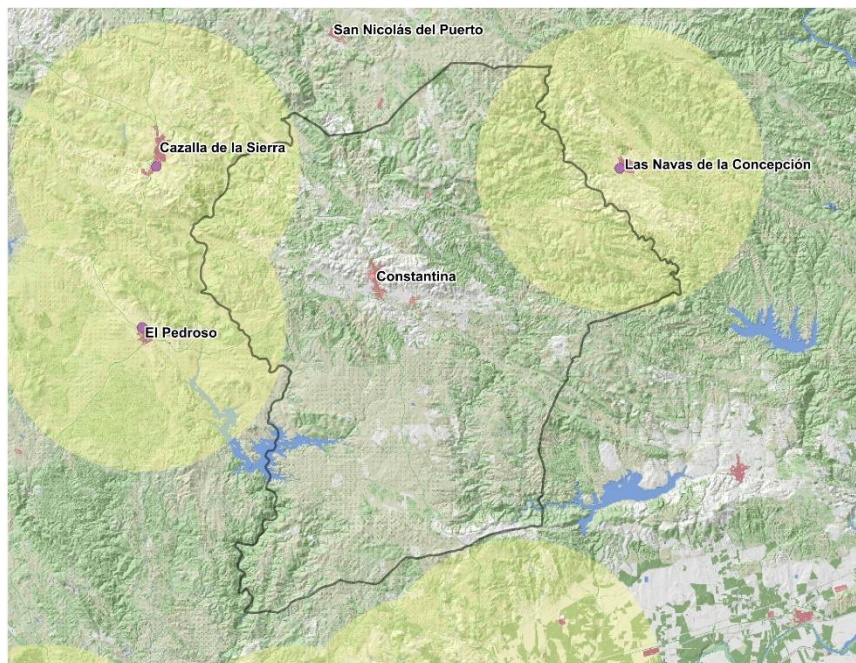 San Nicolás del Puerto
Cazalla de la Sierra
Las Navas de la Concepción
Constantina
El Pedroso